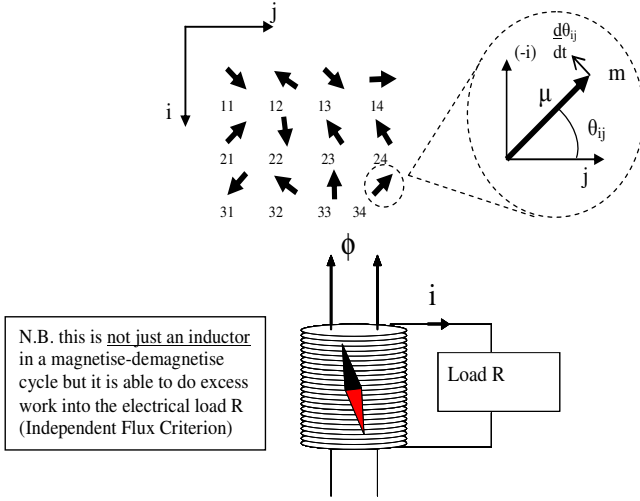 j
i
(-i)
dθij
dt
m
μ
θij
j
11 12 13 14
21 22 23 24
31 32 33 34
ϕ
i
N.B. this is not just an inductor
in a magnetise-demagnetise
cycle but it is able to do excess
work into the electrical load R
(Independent Flux Criterion)
Load R